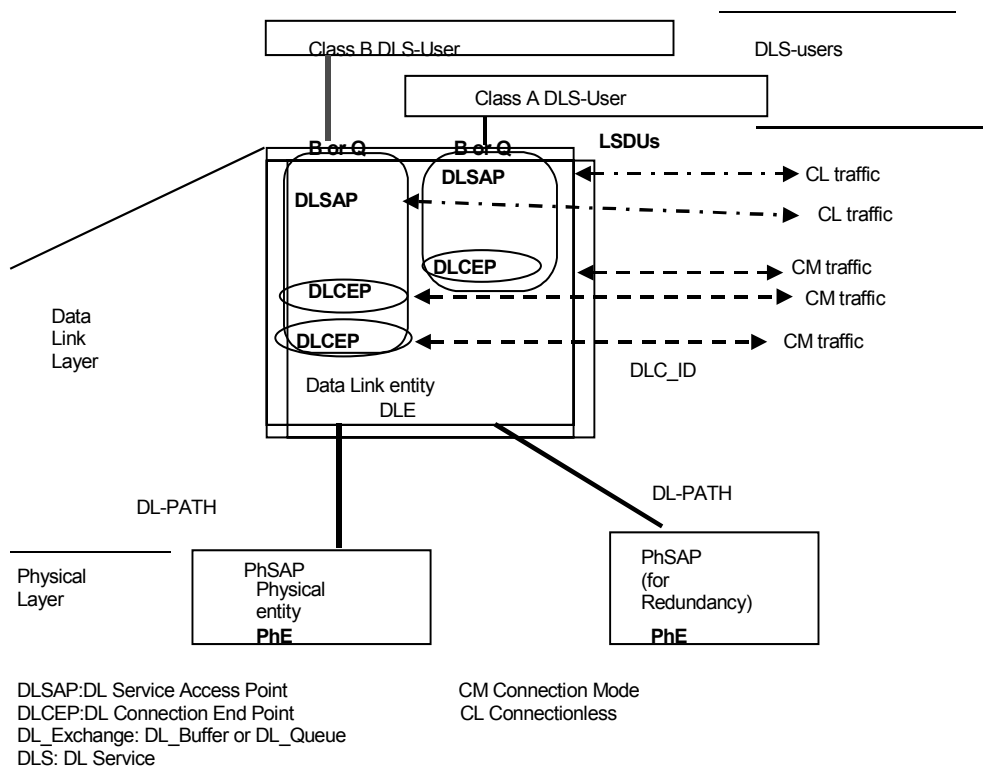 Class B DLS-User
DLS-users
Class A DLS-User
B or Q
B or Q
LSDUs
DLSAP
CL traffic
DLSAP
CL traffic
DLCEP
CM traffic
DLCEP
CM traffic
Data
Link
Layer
DLCEP
CM traffic
DLC_ID
Data Link entity
DLE
DL-PATH
DL-PATH
Physical
Layer
PhSAP
Physical
entity
PhE
PhSAP
(for
Redundancy)
PhE
DLSAP:DL Service Access Point
DLCEP:DL Connection End Point
DL_Exchange: DL_Buffer or DL_Queue
DLS: DL Service
CM Connection Mode
CL Connectionless